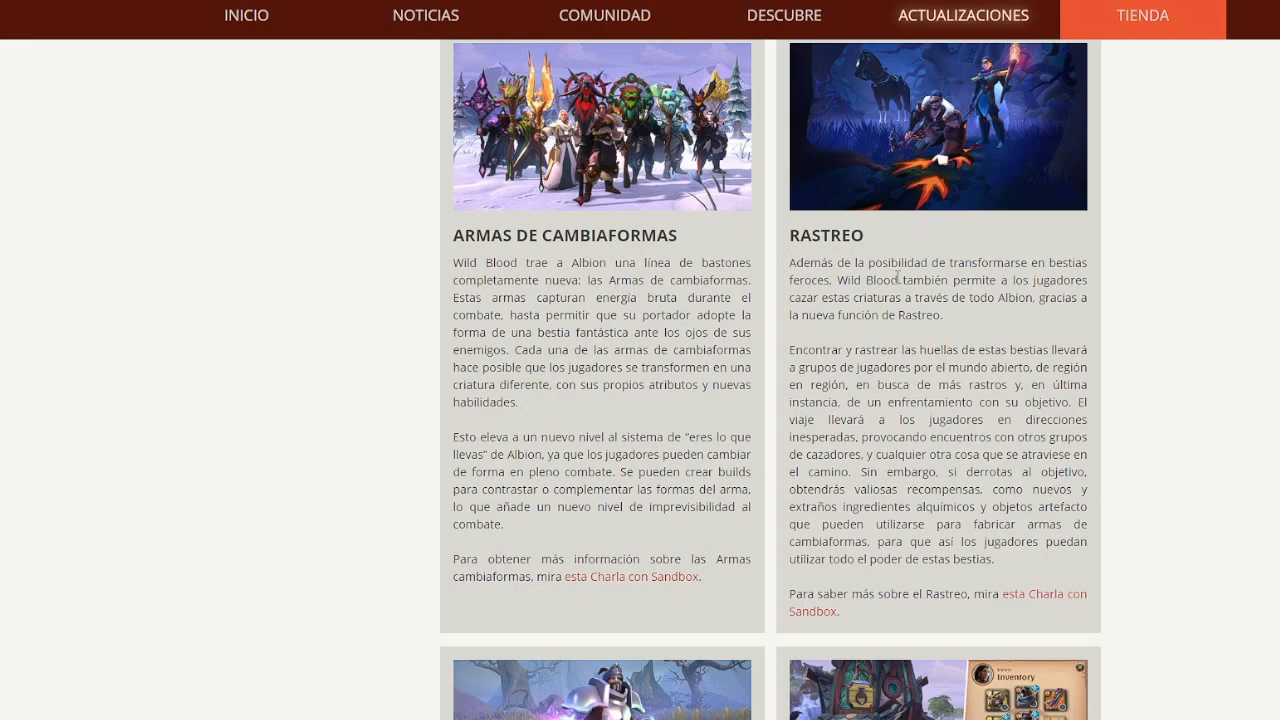 INICIO
NOTICIAS
COMUNIDAD
DESCUBRE
ACTUALIZACIONES
TIENDA
ARMAS DE CAMBIAFORMAS
Wild Blood trae a Albion una línea de bastones
completamente nueva: las Armas de cambiaformas.
Estas armas capturan energía bruta durante el
combate, hasta permitir que su portador adopte la
forma de una bestia fantástica ante los ojos de sus
enemigos. Cada una de las armas de cambiaformas
hace posible que los jugadores se transformen en una
criatura diferente, con sus propios atributos y nuevas
habilidades.
Esto eleva a un nuevo nivel al sistema de “eres lo que
llevas” de Albion, ya que los jugadores pueden cambiar
de forma en pleno combate. Se pueden crear builds
para contrastar o complementar las formas del arma,
lo que añade un nuevo nivel de imprevisibilidad al
combate.
Para obtener más información sobre las Armas
cambiaformas, mira esta Charla con Sandbox.
RASTREO
Además de la posibilidad de transformarse en bestias
feroces, Wild Blood también permite a los jugadores
cazar estas criaturas a través de todo Albion, gracias a
la nueva función de Rastreo.
Encontrar y rastrear las huellas de estas bestias llevará
a grupos de jugadores por el mundo abierto, de región
en región, en busca de más rastros y, en última
instancia, de un enfrentamiento con su objetivo. El
viaje llevará a los jugadores en direcciones
inesperadas, provocando encuentros con otros grupos
de cazadores, y cualquier otra cosa que se atraviese en
el camino. Sin embargo, si derrotas al objetivo,
obtendrás valiosas recompensas, como nuevos y
extraños ingredientes alquímicos y objetos artefacto
que pueden utilizarse para fabricar armas de
cambiaformas, para que así los jugadores puedan
utilizar todo el poder de estas bestias.
Para saber más sobre el Rastreo, mira esta Charla con
Sandbox.
Inventory